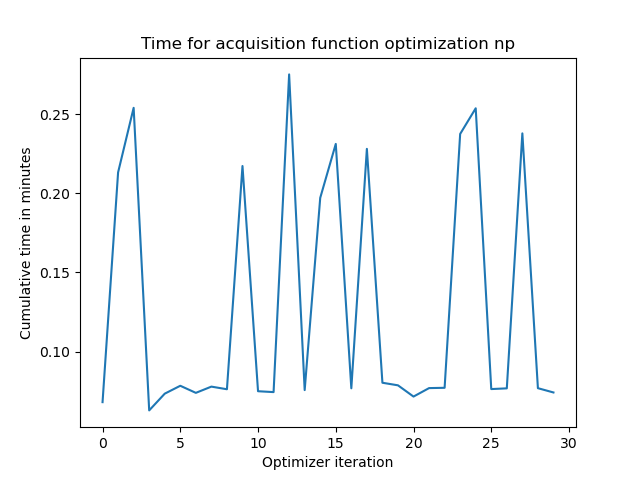 Time for acquisition function optimization np
Cumulative time in minutes
0.25
0.20
0.15
0.10
0 5 10 15 20 25 30
Optimizer iteration